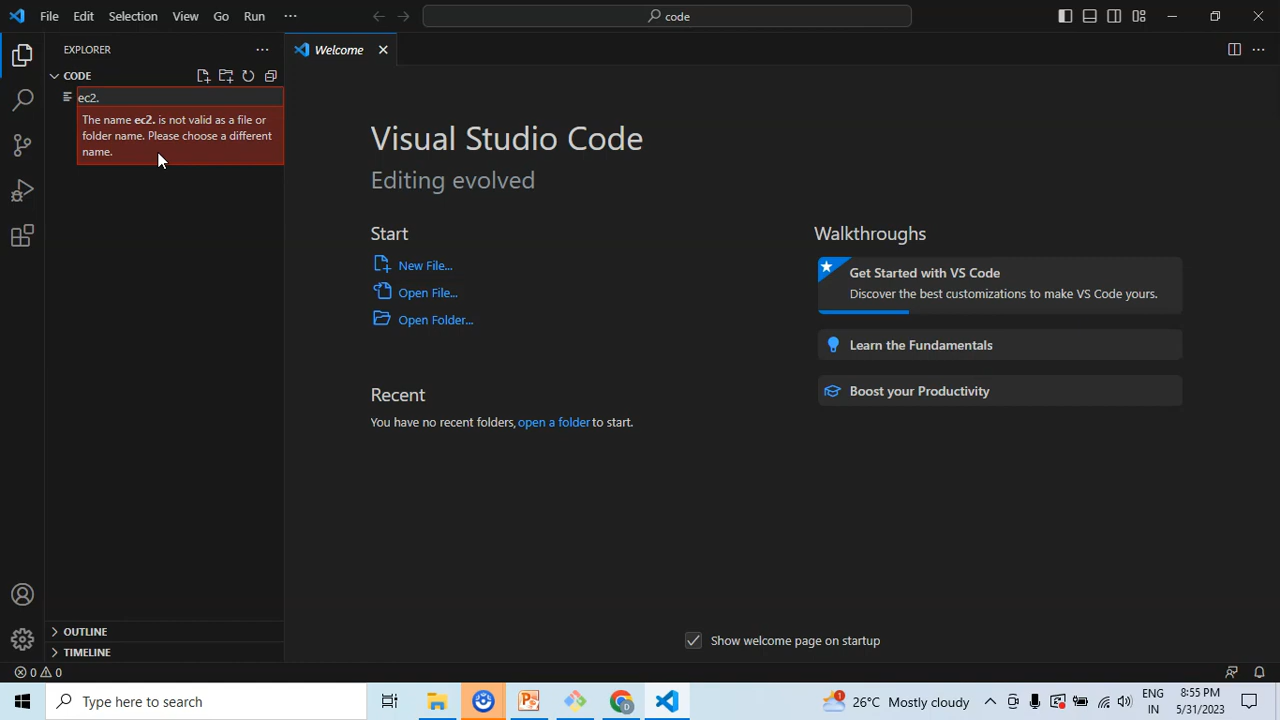 File Edit Selection View Go Run ···
code
EXPLORER
Welcome
CODE
ec2.
The name ec2. is not valid as a file or
folder name. Please choose a different
name.
Visual Studio Code
Editing evolved
Start
New File...
Open File...
Open Folder...
Walkthroughs
Get Started with VS Code
Discover the best customizations to make VS Code yours.
Learn the Fundamentals
Boost your Productivity
Recent
You have no recent folders, open a folder to start.
Show welcome page on startup
OUTLINE
TIMELINE
0 0
Type here to search
26°C Mostly cloudy
ENG
IN
8:55 PM
5/31/2023